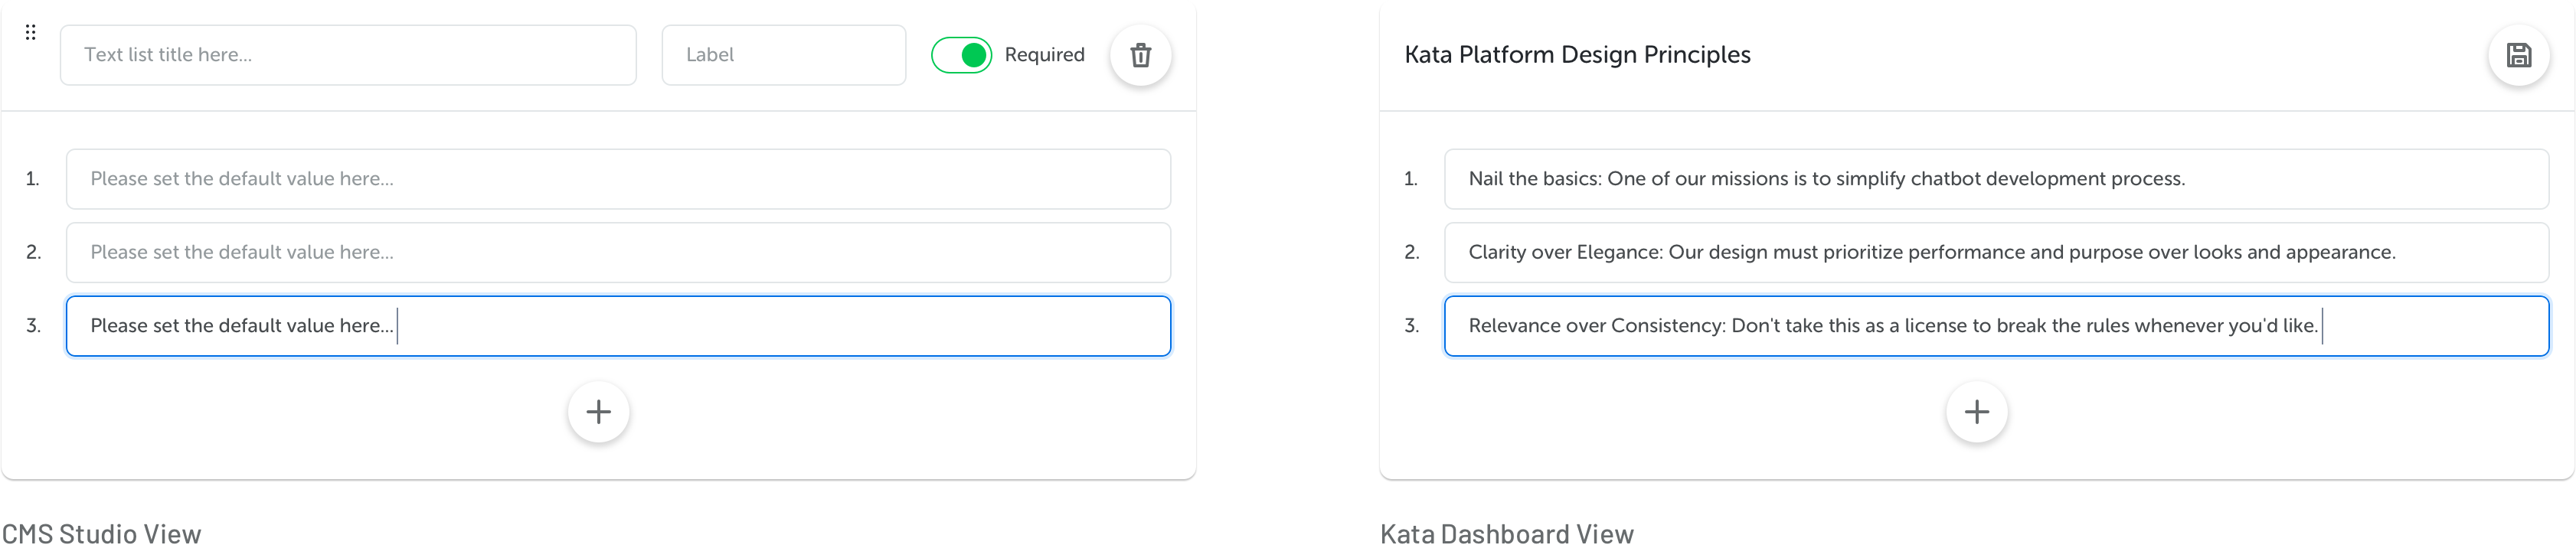 Text list title here...
Label
Required
1.
Please set the default value here...
2.
Please set the default value here...
3.
Please set the default value here...
CMS Studio View
Kata Platform Design Principles
1.
Nail the basics: One of our missions is to simplify chatbot development process.
2.
Clarity over Elegance: Our design must prioritize performance and purpose over looks and appearance.
3.
Relevance over Consistency: Don't take this as a license to break the rules whenever you'd like.
Kata Dashboard View